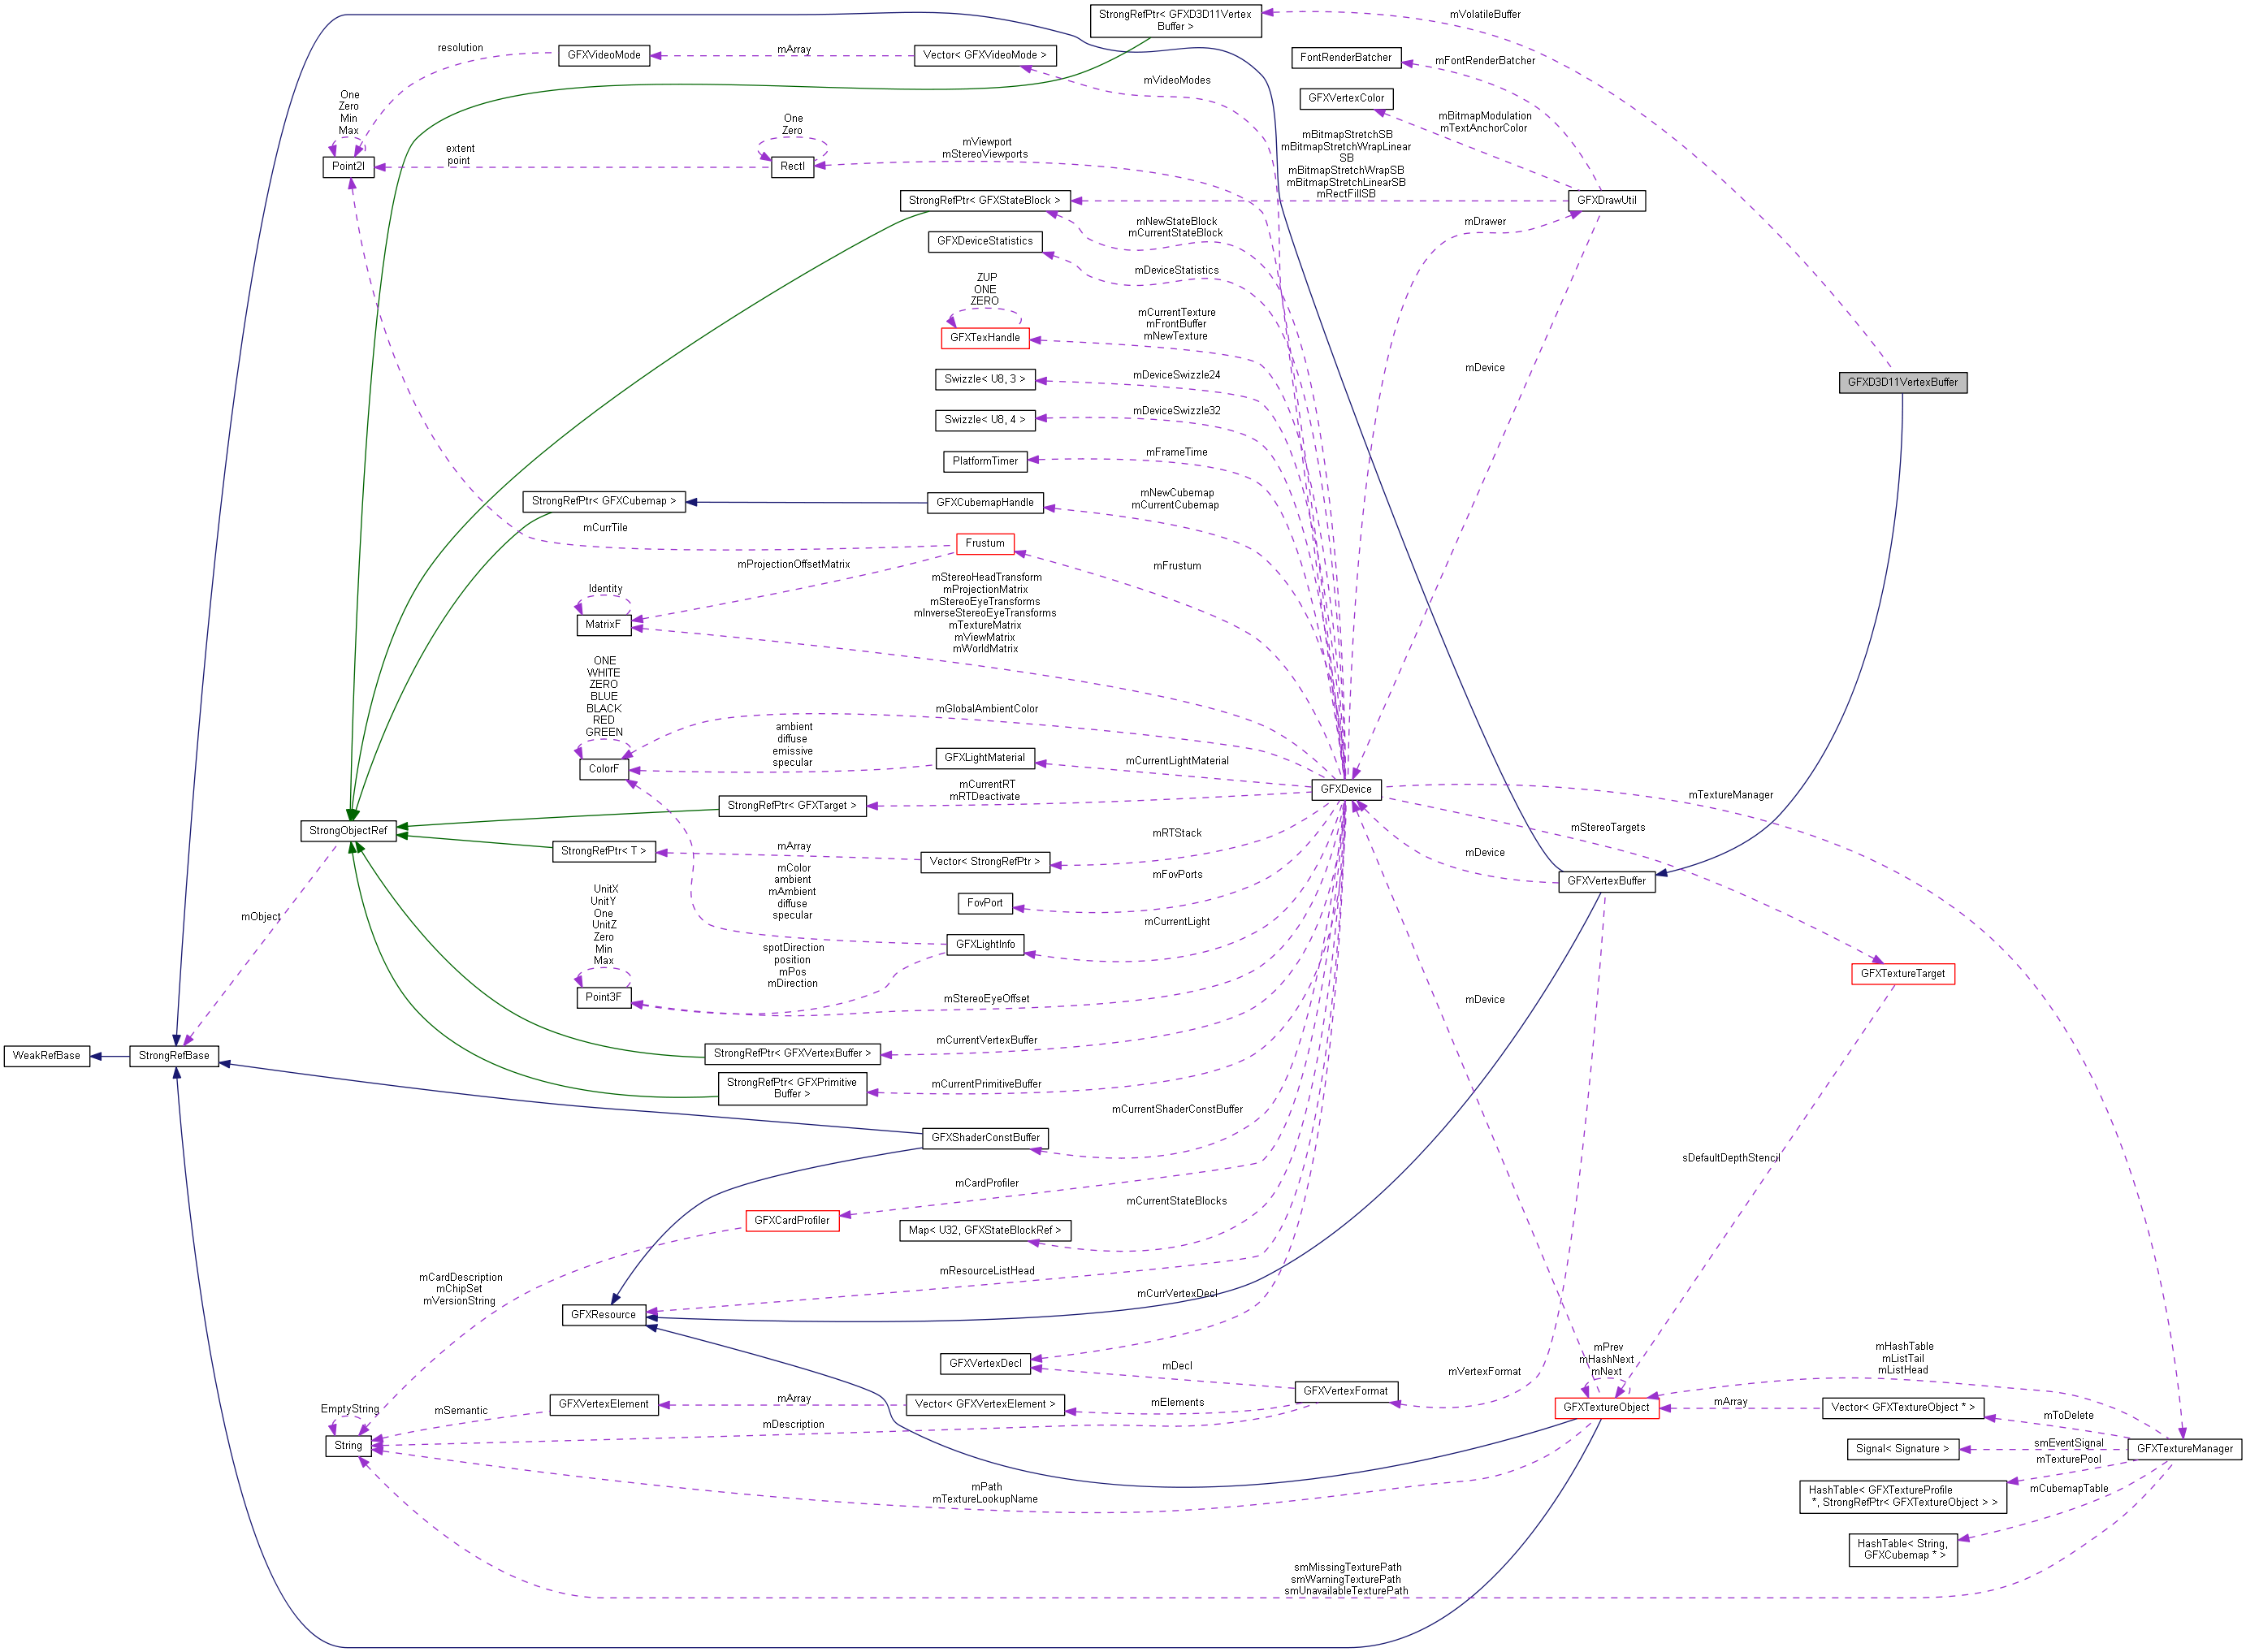 StrongRefPtr< GFXD3D11Vertex
Buffer >
mVolatileBuffer
resolution
GFXVideoMode
mArray
Vector< GFXVideoMode >
FontRenderBatcher
mFontRenderBatcher
mVideoModes
GFXVertexColor
mBitmapModulation
mTextAnchorColor
One
Zero
Min
Max
Point2I
extent
point
One
Zero
RectI
mViewport
mStereoViewports
mBitmapStretchSB
mBitmapStretchWrapLinear
SB
mBitmapStretchWrapSB
mBitmapStretchLinearSB
mRectFillSB
StrongRefPtr< GFXStateBlock >
GFXDrawUtil
mNewStateBlock
mCurrentStateBlock
mDrawer
GFXDeviceStatistics
mDeviceStatistics
ZUP
ONE
ZERO
GFXTexHandle
mCurrentTexture
mFrontBuffer
mNewTexture
Swizzle< U8, 3 >
mDeviceSwizzle24
mDevice
GFXD3D11VertexBuffer
Swizzle< U8, 4 >
mDeviceSwizzle32
PlatformTimer
mFrameTime
StrongRefPtr< GFXCubemap >
GFXCubemapHandle
mNewCubemap
mCurrentCubemap
mCurrTile
Frustum
mFrustum
mProjectionOffsetMatrix
Identity
MatrixF
mStereoHeadTransform
mProjectionMatrix
mStereoEyeTransforms
mInverseStereoEyeTransforms
mTextureMatrix
mViewMatrix
mWorldMatrix
ONE
WHITE
ZERO
BLUE
BLACK
RED
GREEN
ColorF
mGlobalAmbientColor
ambient
diffuse
emissive
specular
GFXLightMaterial
mCurrentLightMaterial
GFXDevice
mTextureManager
StrongRefPtr< GFXTarget >
mCurrentRT
mRTDeactivate
StrongObjectRef
StrongRefPtr< T >
mArray
Vector< StrongRefPtr >
mRTStack
mStereoTargets
mDevice
GFXVertexBuffer
mColor
ambient
mAmbient
diffuse
specular
FovPort
mFovPorts
mObject
UnitX
UnitY
One
UnitZ
Zero
Min
Max
Point3F
GFXLightInfo
mCurrentLight
spotDirection
position
mPos
mDirection
GFXTextureTarget
mStereoEyeOffset
mDevice
WeakRefBase
StrongRefBase
StrongRefPtr< GFXVertexBuffer >
mCurrentVertexBuffer
StrongRefPtr< GFXPrimitive
Buffer >
mCurrentPrimitiveBuffer
GFXShaderConstBuffer
mCurrentShaderConstBuffer
sDefaultDepthStencil
GFXCardProfiler
mCardProfiler
Map< U32, GFXStateBlockRef >
mCurrentStateBlocks
mCardDescription
mChipSet
mVersionString
mResourceListHead
GFXResource
mCurrVertexDecl
GFXVertexDecl
mDecl
GFXVertexFormat
mVertexFormat
mPrev
mHashNext
mNext
GFXTextureObject
mHashTable
mListTail
mListHead
EmptyString
String
mSemantic
GFXVertexElement
mArray
Vector< GFXVertexElement >
mElements
mDescription
mArray
Vector< GFXTextureObject * >
mToDelete
Signal< Signature >
smEventSignal
GFXTextureManager
mTexturePool
HashTable< GFXTextureProfile
*, StrongRefPtr< GFXTextureObject > >
mCubemapTable
mPath
mTextureLookupName
HashTable< String,
GFXCubemap * >
smMissingTexturePath
smWarningTexturePath
smUnavailableTexturePath